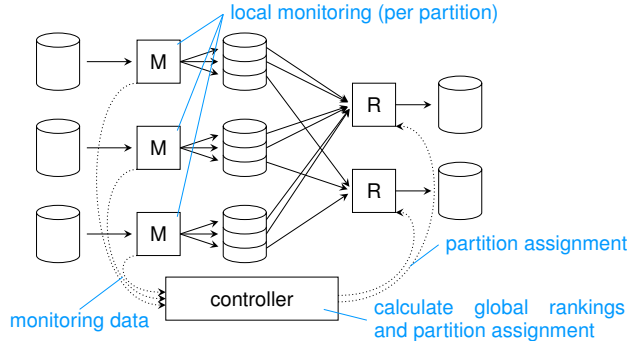 local monitoring (per partition)
M
R
M
R
M
partition assignment
controller
monitoring data
calculate global rankings
and partition assignment